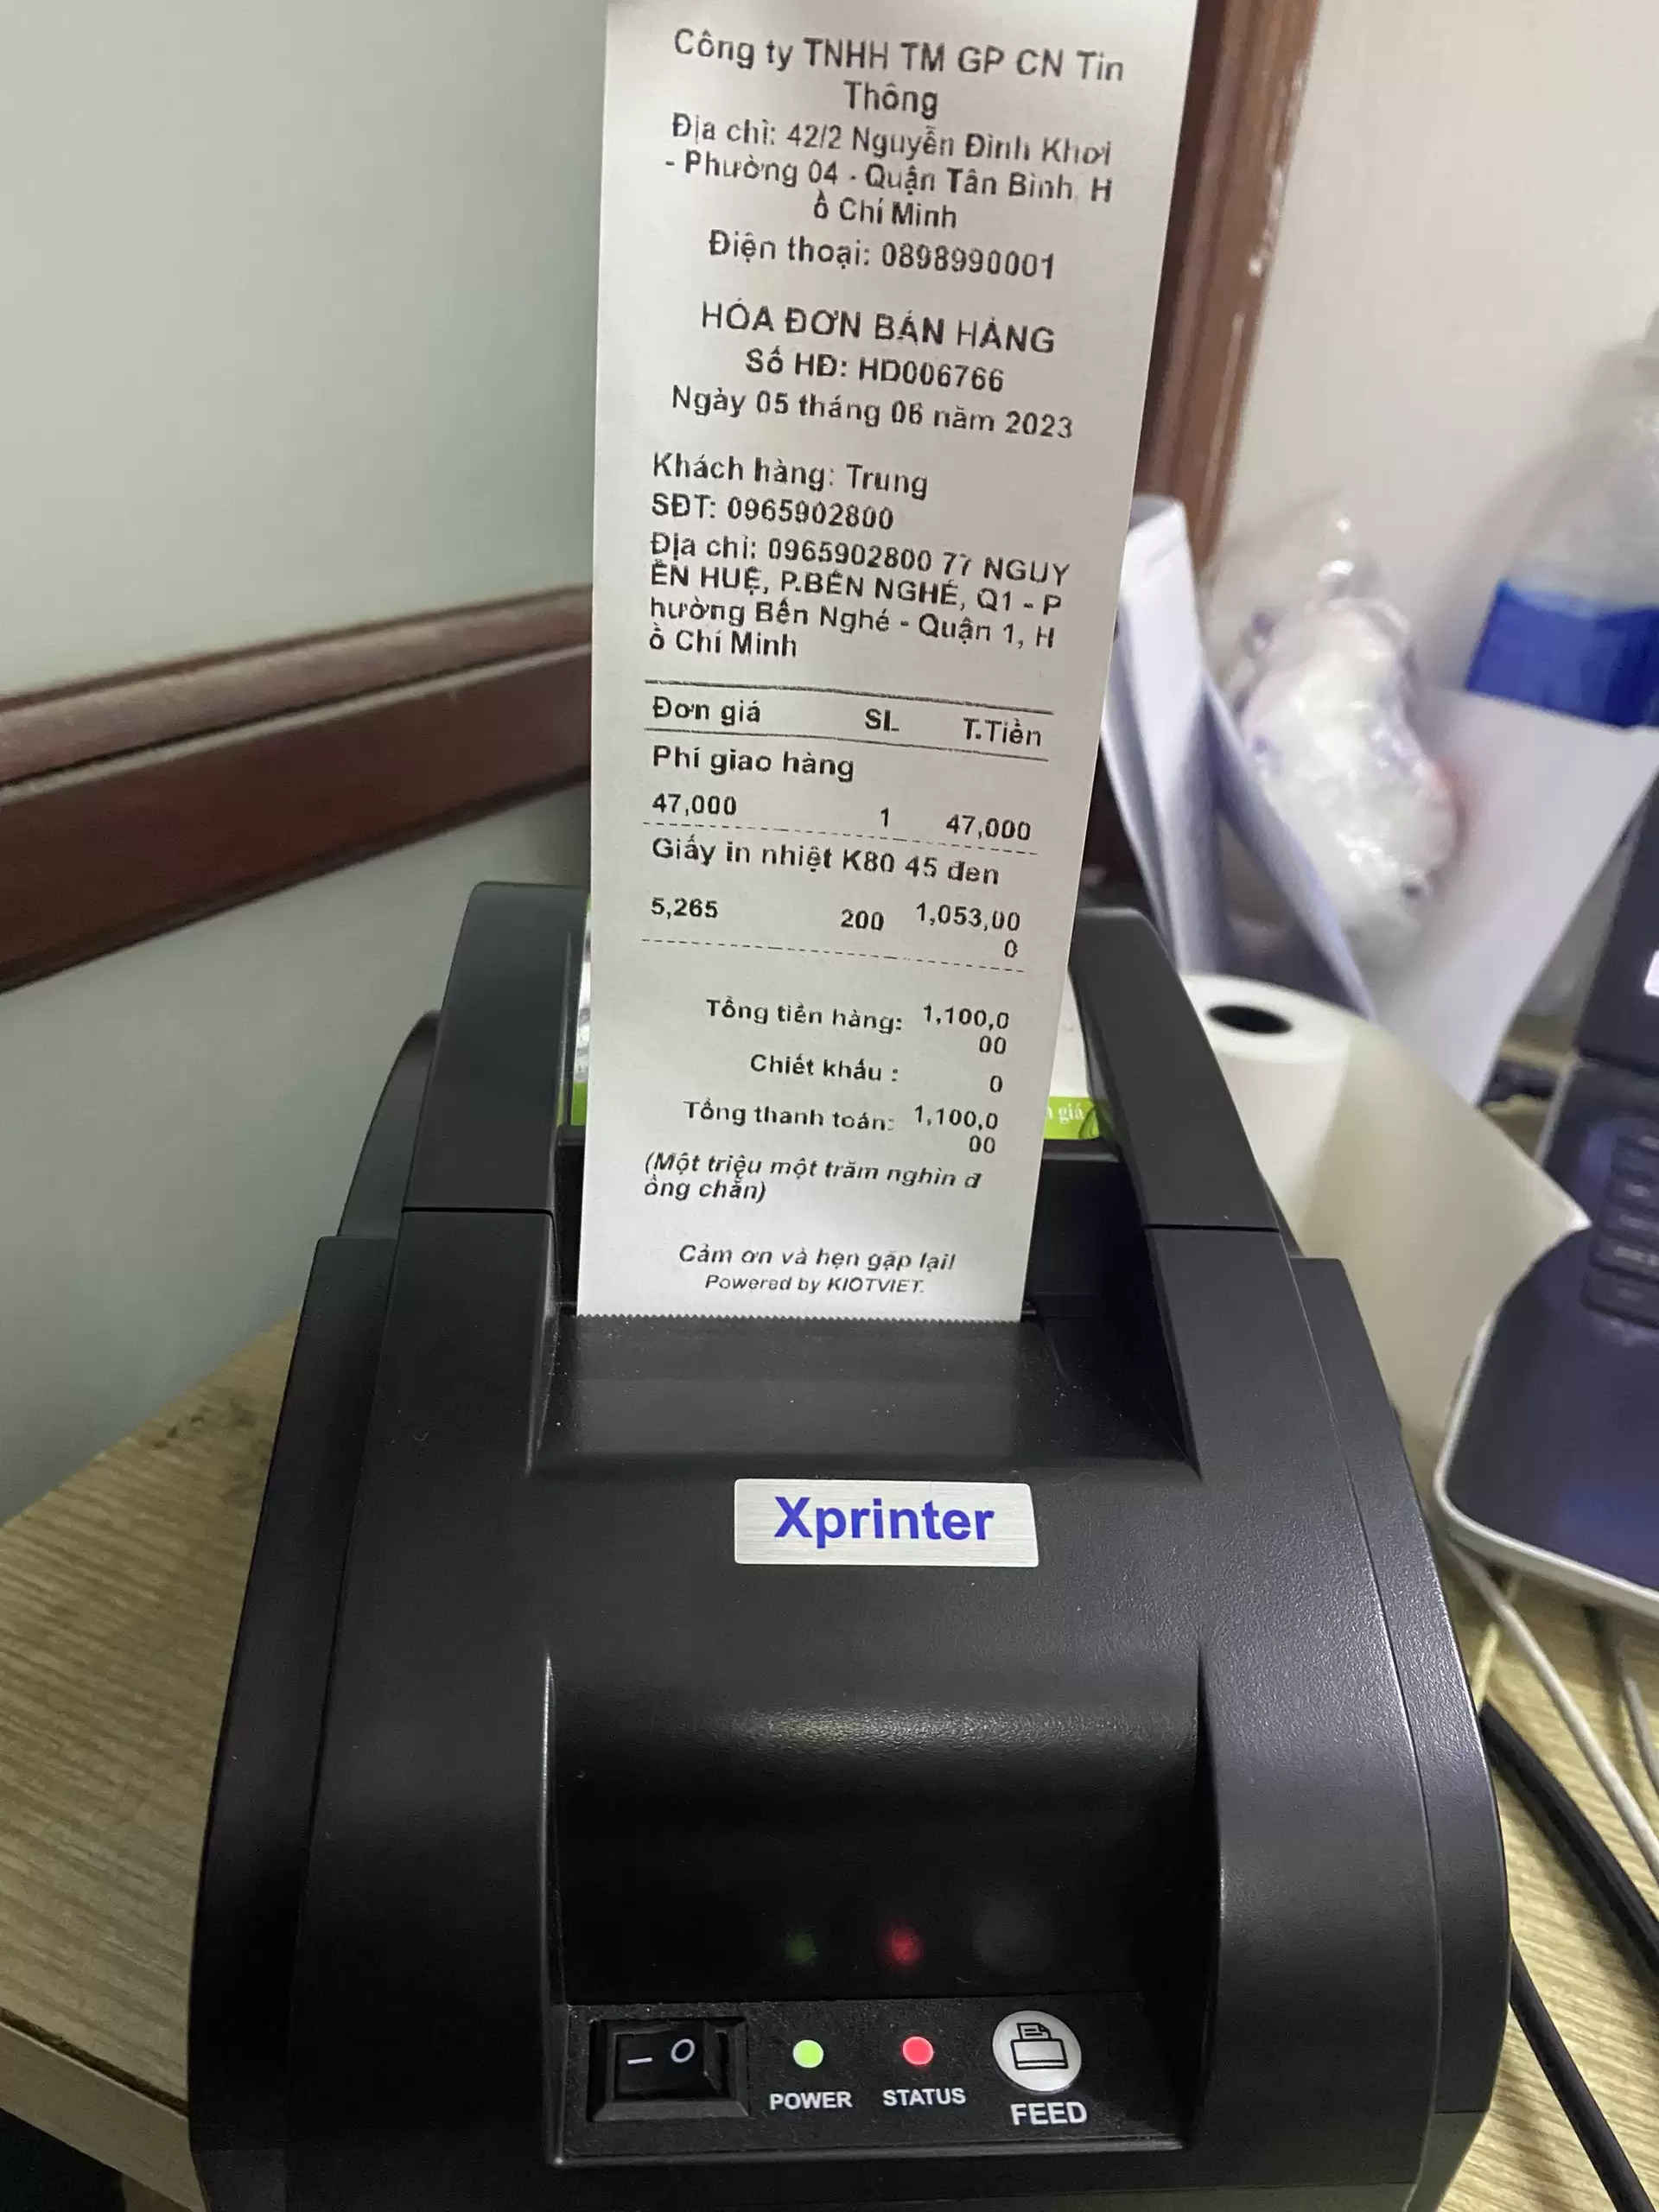 Công ty TNHH TM GP CN Tin
Thông
Địa chỉ: 42/2 Nguyễn Đình Khơi
- Phường 04 - Quận Tân Bình, H
ồ Chí Minh
Điện thoại: 0898990001
HÓA ĐƠN BÁN HÀNG
Số HĐ: HD006766
Ngày 05 tháng 06 năm 2023
Khách hàng: Trung
SĐT: 0965902800
Địa chỉ: 0965902800 77 NGUY
ỄN HUỆ, P.BẾN NGHÉ, Q1 - P
hường Bến Nghé - Quận 1, H
ồ Chí Minh
Đơn giá SL T.Tiền
Phí giao hàng
47,000 1 47,000
Giấy in nhiệt K80 45 đen
5,265 200 1,053,00
0
Tổng tiền hàng: 1,100,0
00
Chiết khấu : 0
Tổng thanh toán: 1,100,0
00
(Một triệu một trăm nghìn đ
ồng chẵn)
Cảm ơn và hẹn gặp lại!
Powered by KIOTVIET.
giá
Xprinter
POWER STATUS FEED